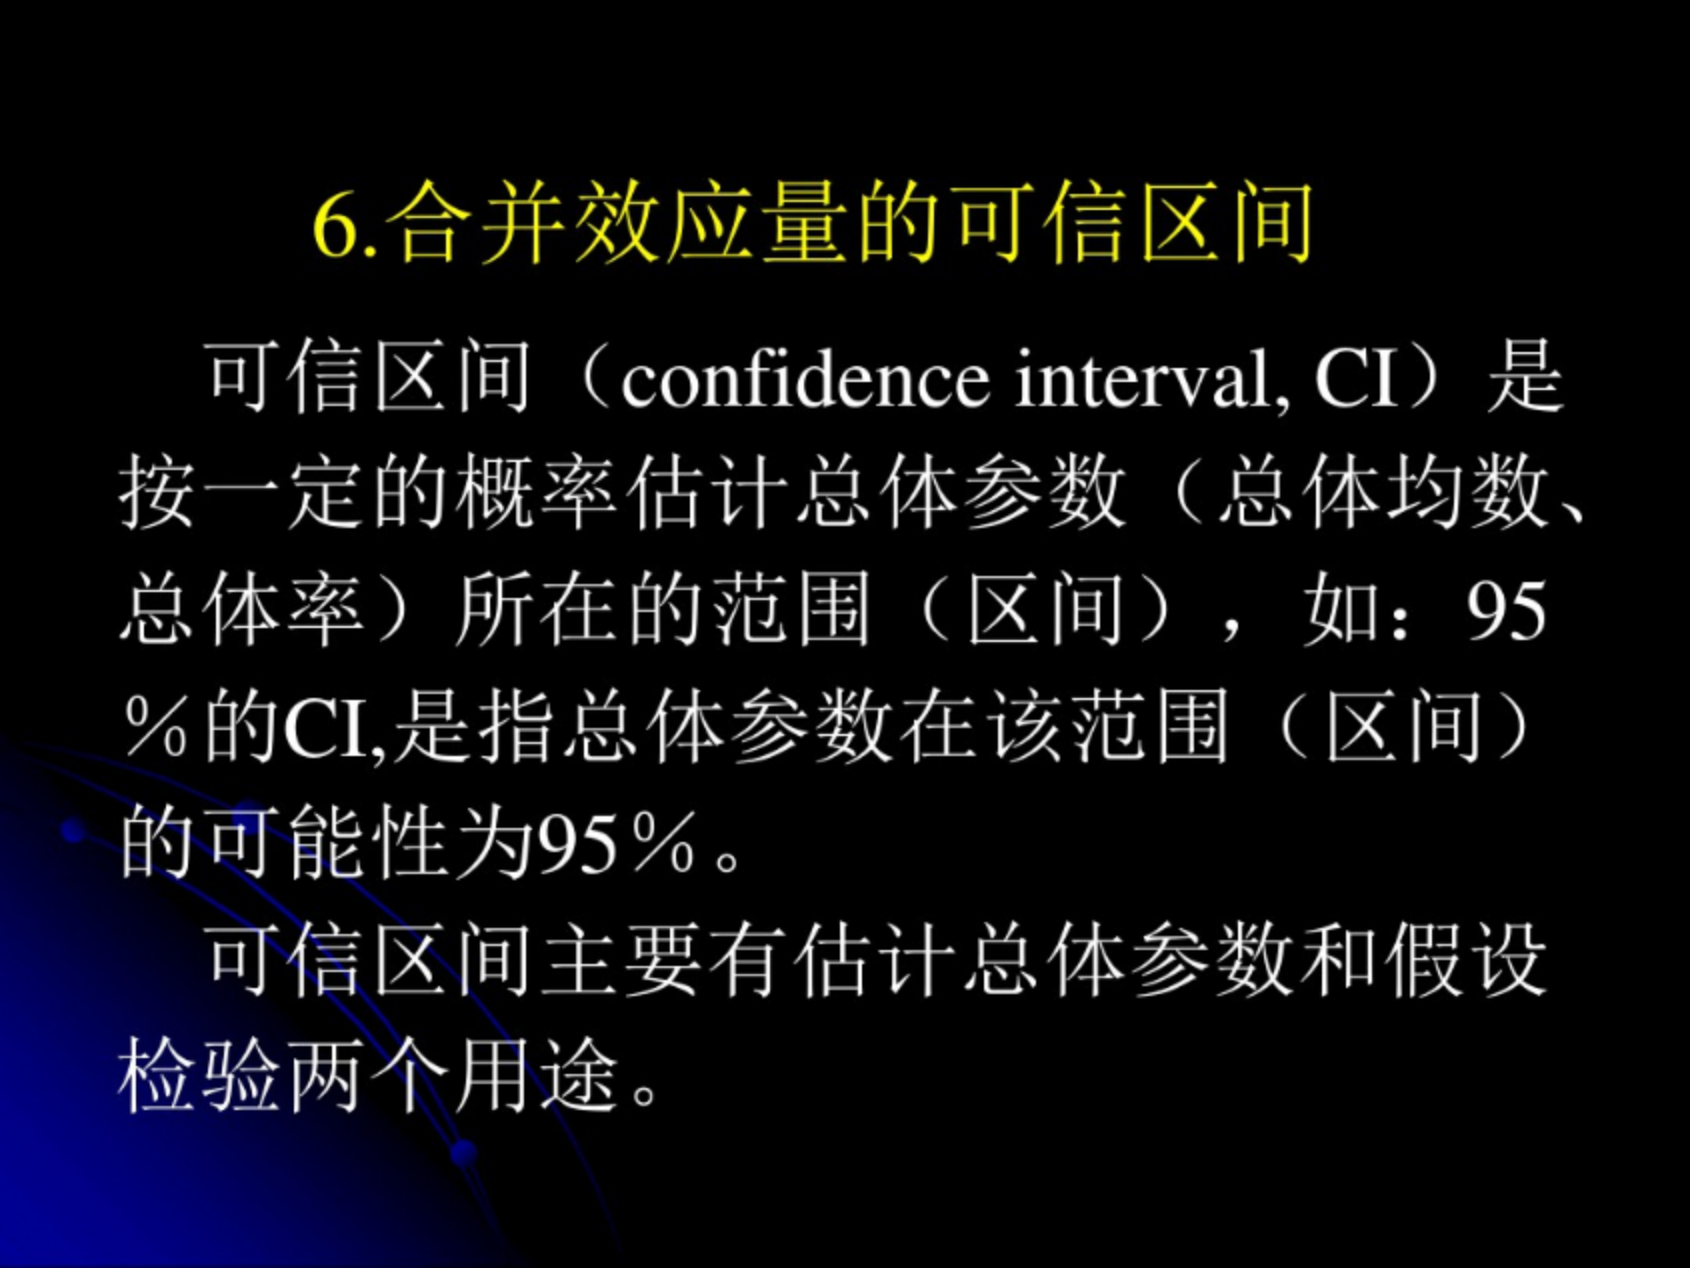 6.合并效应量的可信区间
可信区间（confidence interval, CI）是
按一定的概率估计总体参数（总体均数、
总体率）所在的范围（区间），如：95
％的CI,是指总体参数在该范围（区间）
的可能性为95％。
可信区间主要有估计总体参数和假设
检验两个用途。